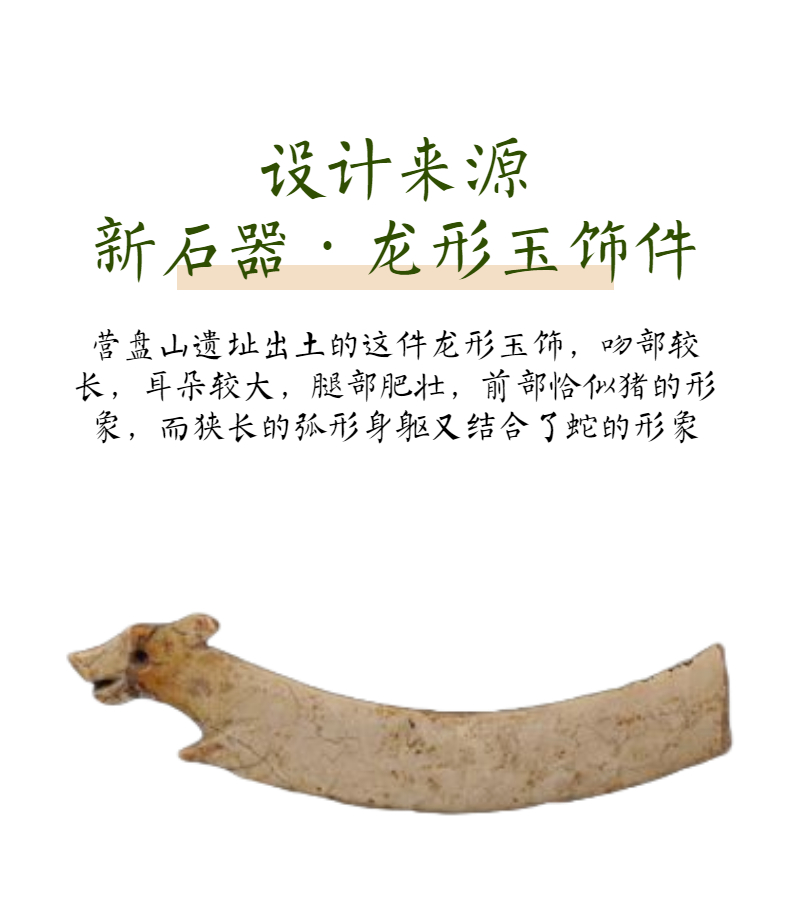 设计来源
新石器·龙形玉饰件
营盘山遗址出土的这件龙形玉饰，吻部较
长，耳朵较大，腿部肥壮，前部恰似猪的形
象，而狭长的弧形身躯又结合了蛇的形象